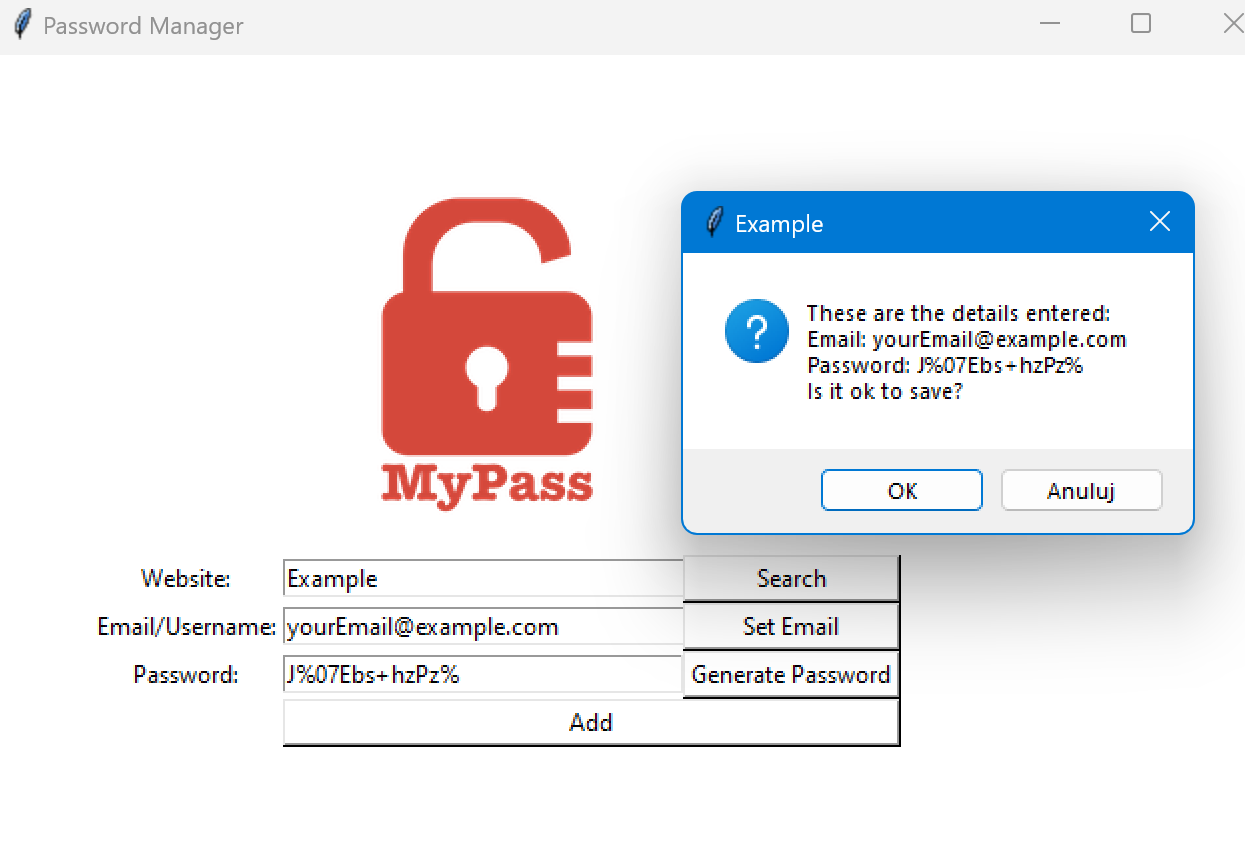 Password Manager
Example
These are the details entered:
Email: yourEmail@example.com
Password: J%07Ebs+hzPz%
Is it ok to save?
OK Anuluj
MyPass
Website: Example Search
Email/Username: yourEmail@example.com Set Email
Password: J%07Ebs+hzPz% Generate Password
Add